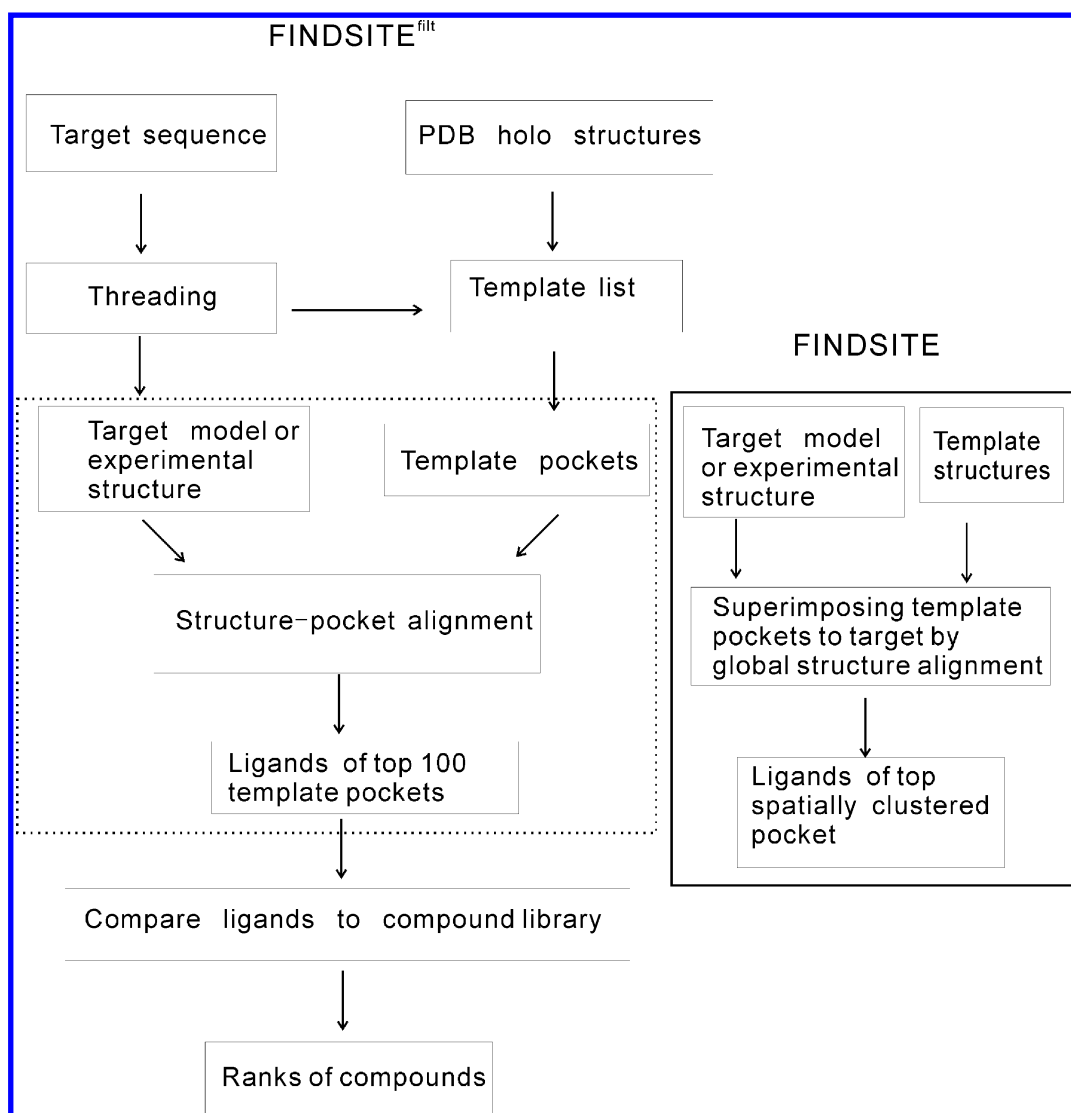 FINDSITE^filt
Target sequence
PDB holo structures
Threading
Template list
FINDSITE
Target model or
experimental
structure
Template pockets
Target model
or experimental
structure
Template
structures
Structure-pocket alignment
Superimposing template
pockets to target by
global structure alignment
Ligands of top 100
template pockets
Ligands of top
spatially clustered
pocket
Compare ligands to compound library
Ranks of compounds